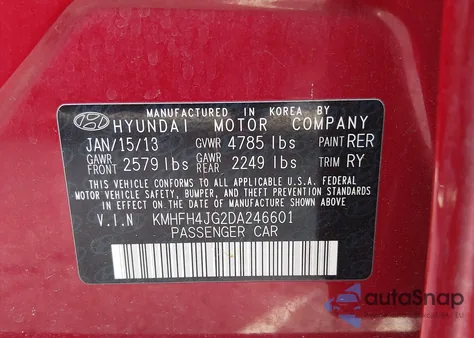 MANUFACTURED IN KOREA BY
HYUNDAI MOTOR COMPANY
JAN/15/13 GVWR 4785 lbs PAINT RER
GAWR FRONT 2579 lbs GAWR REAR 2249 lbs TRIM RY
THIS VEHICLE CONFORMS TO ALL APPLICABLE U.S.A. FEDERAL
MOTOR VEHICLE SAFETY, BUMPER, AND THEFT PREVENTION STANDARDS
IN EFFECT ON THE DATE OF MANUFACTURE SHOWN ABOVE.
V.I.N KMHFH4JG2DA246601
PASSENGER CAR
autoSnap